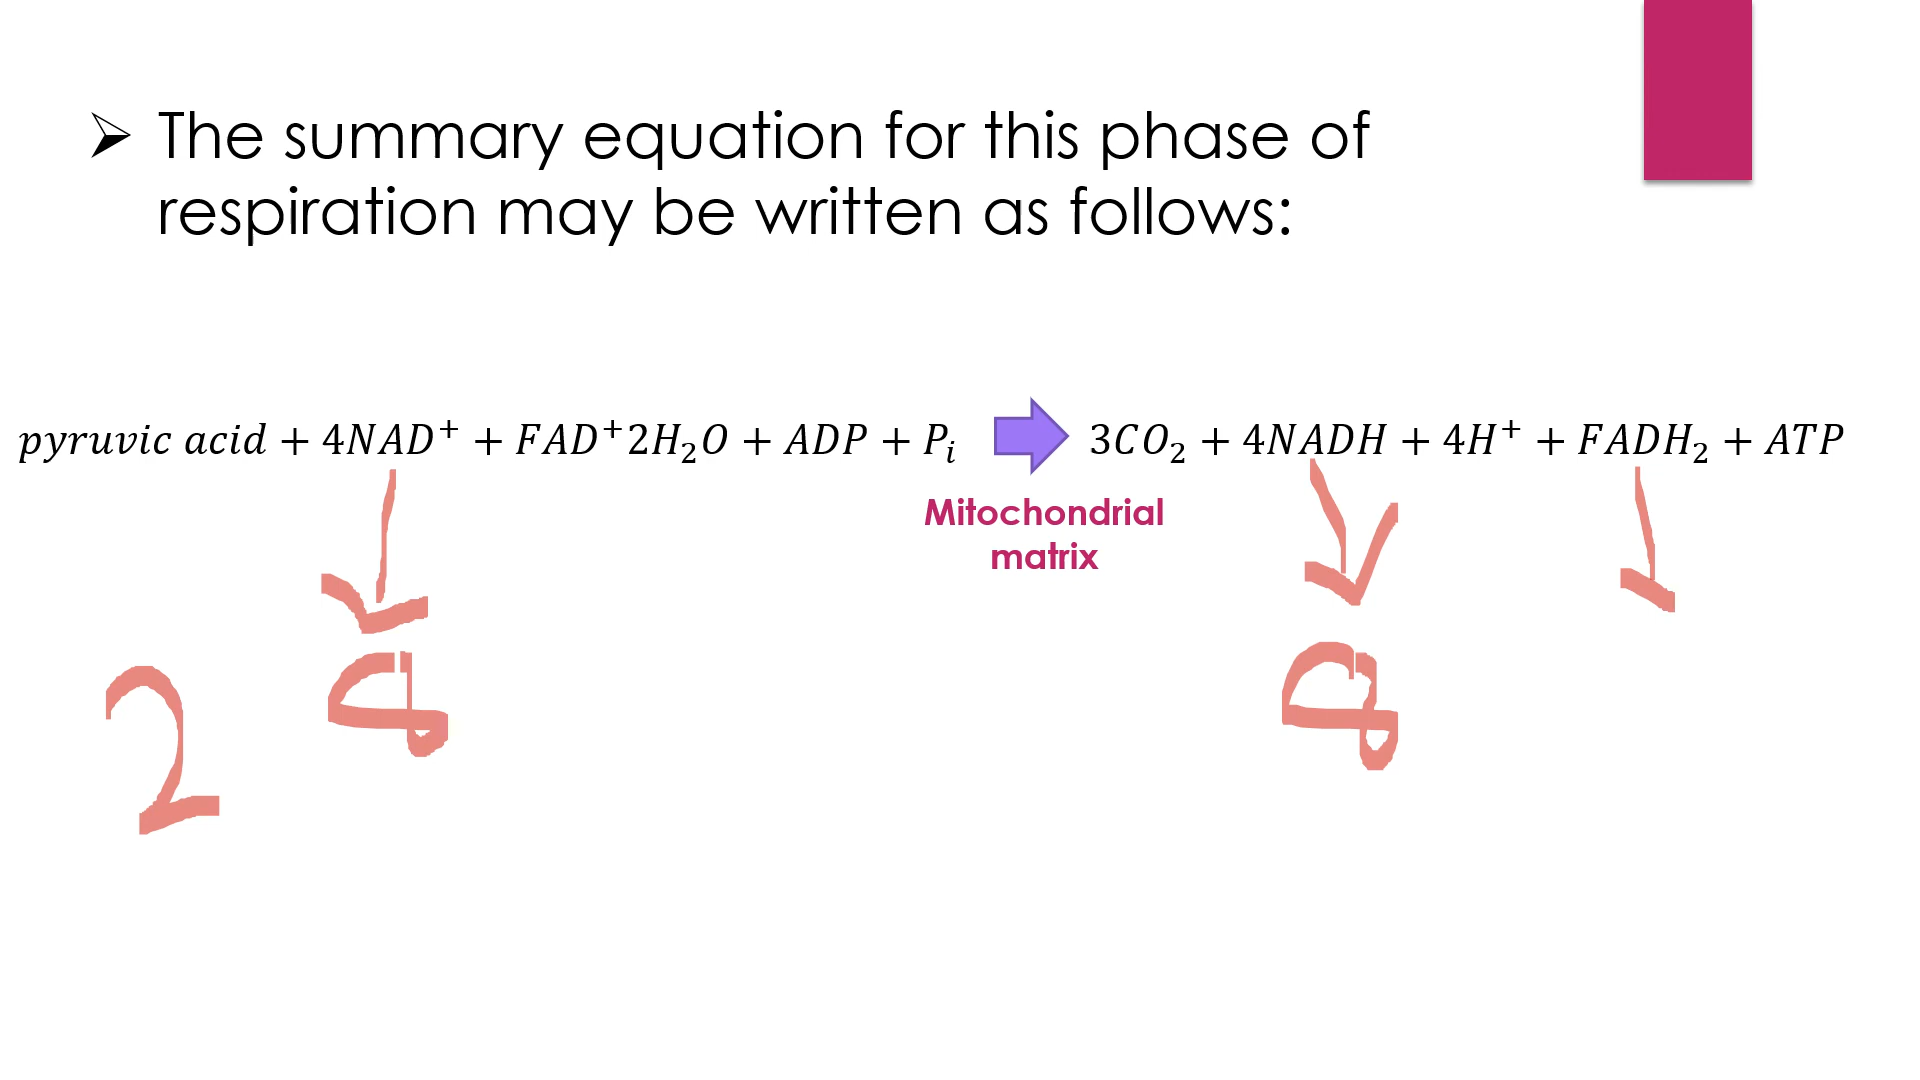 The summary equation for this phase of
respiration may be written as follows:
pyruvic acid + 4NAD⁺ + FAD⁺2H₂O + ADP + Pᵢ 3CO₂ + 4NADH + 4H⁺ + FADH₂ + ATP
Mitochondrial
matrix
2